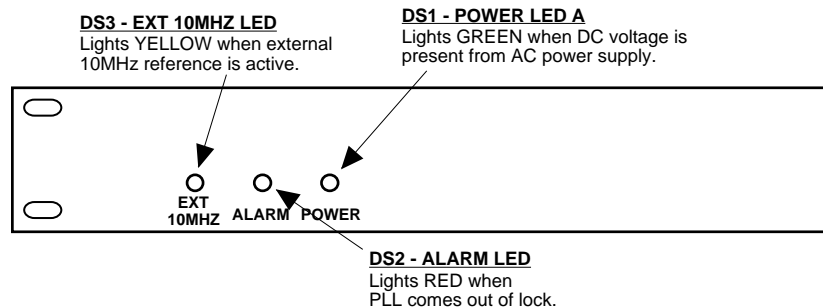 DS3 - EXT 10MHZ LED
Lights YELLOW when external
10MHz reference is active.
DS1 - POWER LED A
Lights GREEN when DC voltage is
present from AC power supply.
EXT
10MHZ
ALARM
POWER
DS2 - ALARM LED
Lights RED when
PLL comes out of lock.